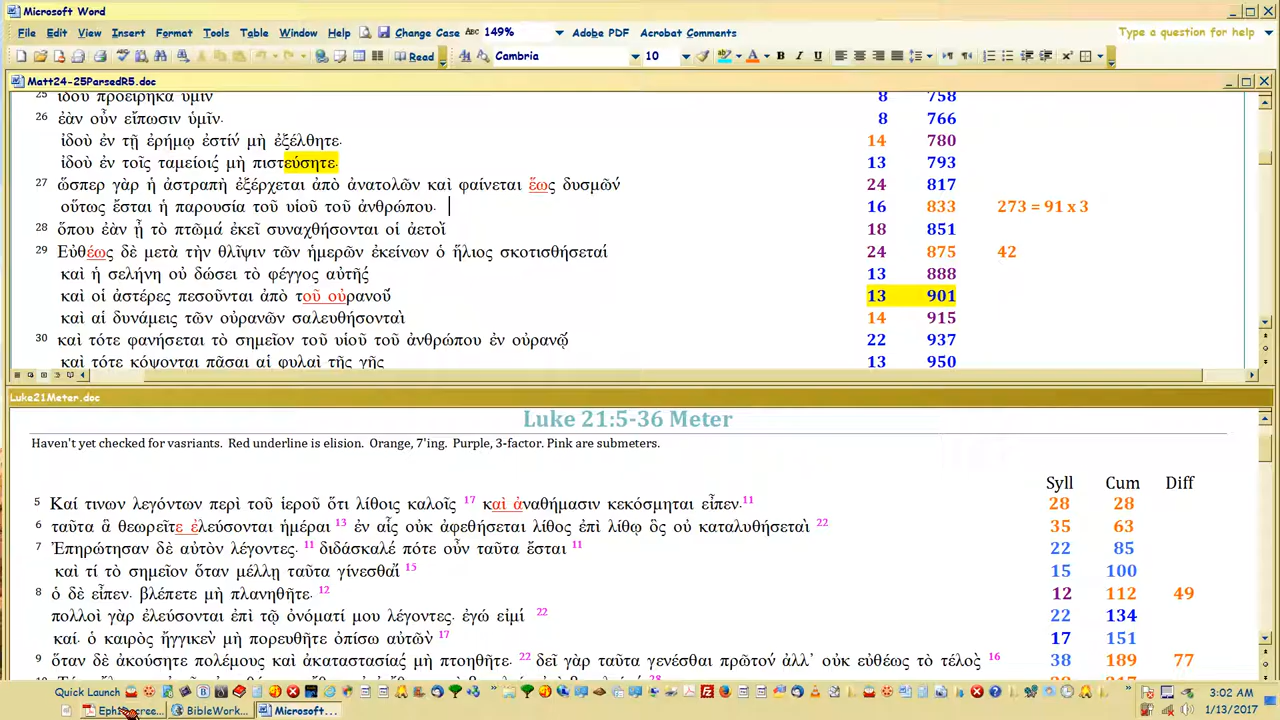 Microsoft Word
File Edit View Insert Format Tools Table Window Help Change Case 149% Adobe PDF Acrobat Comments Type a question for help
Read Cambria 10
Matt24-25ParsedR5.doc
25 ἰδοὺ προείρηκα ὑμῖν 8 758
26 ἐὰν οὖν εἴπωσιν ὑμῖν· 8 766
ἰδοὺ ἐν τῇ ἐρήμῳ ἐστίν μὴ ἐξέλθητε· 14 780
ἰδοὺ ἐν τοῖς ταμείοις μὴ πιστεύσητε· 13 793
27 ὥσπερ γὰρ ἡ ἀστραπὴ ἐξέρχεται ἀπὸ ἀνατολῶν καὶ φαίνεται ἕως δυσμῶν 24 817
οὕτως ἔσται ἡ παρουσία τοῦ υἱοῦ τοῦ ἀνθρώπου. 16 833 273 = 91 x 3
28 ὅπου ἐὰν ᾖ τὸ πτῶμα ἐκεῖ συναχθήσονται οἱ ἀετοί 18 851
29 Εὐθέως δὲ μετὰ τὴν θλῖψιν τῶν ἡμερῶν ἐκείνων ὁ ἥλιος σκοτισθήσεται 24 875 42
καὶ ἡ σελήνη οὐ δώσει τὸ φέγγος αὐτῆς 13 888
καὶ οἱ ἀστέρες πεσοῦνται ἀπὸ τοῦ οὐρανοῦ 13 901
καὶ αἱ δυνάμεις τῶν οὐρανῶν σαλευθήσονται 14 915
30 καὶ τότε φανήσεται τὸ σημεῖον τοῦ υἱοῦ τοῦ ἀνθρώπου ἐν οὐρανῷ 22 937
καὶ τότε κόψονται πᾶσαι αἱ φυλαὶ τῆς γῆς 13 950
Luke21Meter.doc
Luke 21:5-36 Meter
Haven't yet checked for vasriants. Red underline is elision. Orange, 7'ing. Purple, 3-factor. Pink are submeters.
Syll Cum Diff
5 Καί τινων λεγόντων περὶ τοῦ ἱεροῦ ὅτι λίθοις καλοῖς 17 καὶ ἀναθήμασιν κεκόσμηται εἶπεν· 11 28 28
6 ταῦτα ἃ θεωρεῖτε ἐλεύσονται ἡμέραι 13 ἐν αἷς οὐκ ἀφεθήσεται λίθος ἐπὶ λίθῳ ὃς οὐ καταλυθήσεται 22 35 63
7 Ἐπηρώτησαν δὲ αὐτὸν λέγοντες· 11 διδάσκαλε πότε οὖν ταῦτα ἔσται 11 22 85
καὶ τί τὸ σημεῖον ὅταν μέλλῃ ταῦτα γίνεσθαι 15 15 100
8 ὁ δὲ εἶπεν· βλέπετε μὴ πλανηθῆτε· 12 12 112 49
πολλοὶ γὰρ ἐλεύσονται ἐπὶ τῷ ὀνόματί μου λέγοντες· ἐγώ εἰμί 22 22 134
καί· ὁ καιρὸς ἤγγικεν μὴ πορευθῆτε ὀπίσω αὐτῶν 17 17 151
9 ὅταν δὲ ἀκούσητε πολέμους καὶ ἀκαταστασίας μὴ πτοηθῆτε· 22 δεῖ γὰρ ταῦτα γενέσθαι πρῶτον ἀλλ᾽ οὐκ εὐθέως τὸ τέλος 16 38 189 77
Quick Launch 3:02 AM
BibleWork... Microsoft... 1/13/2017